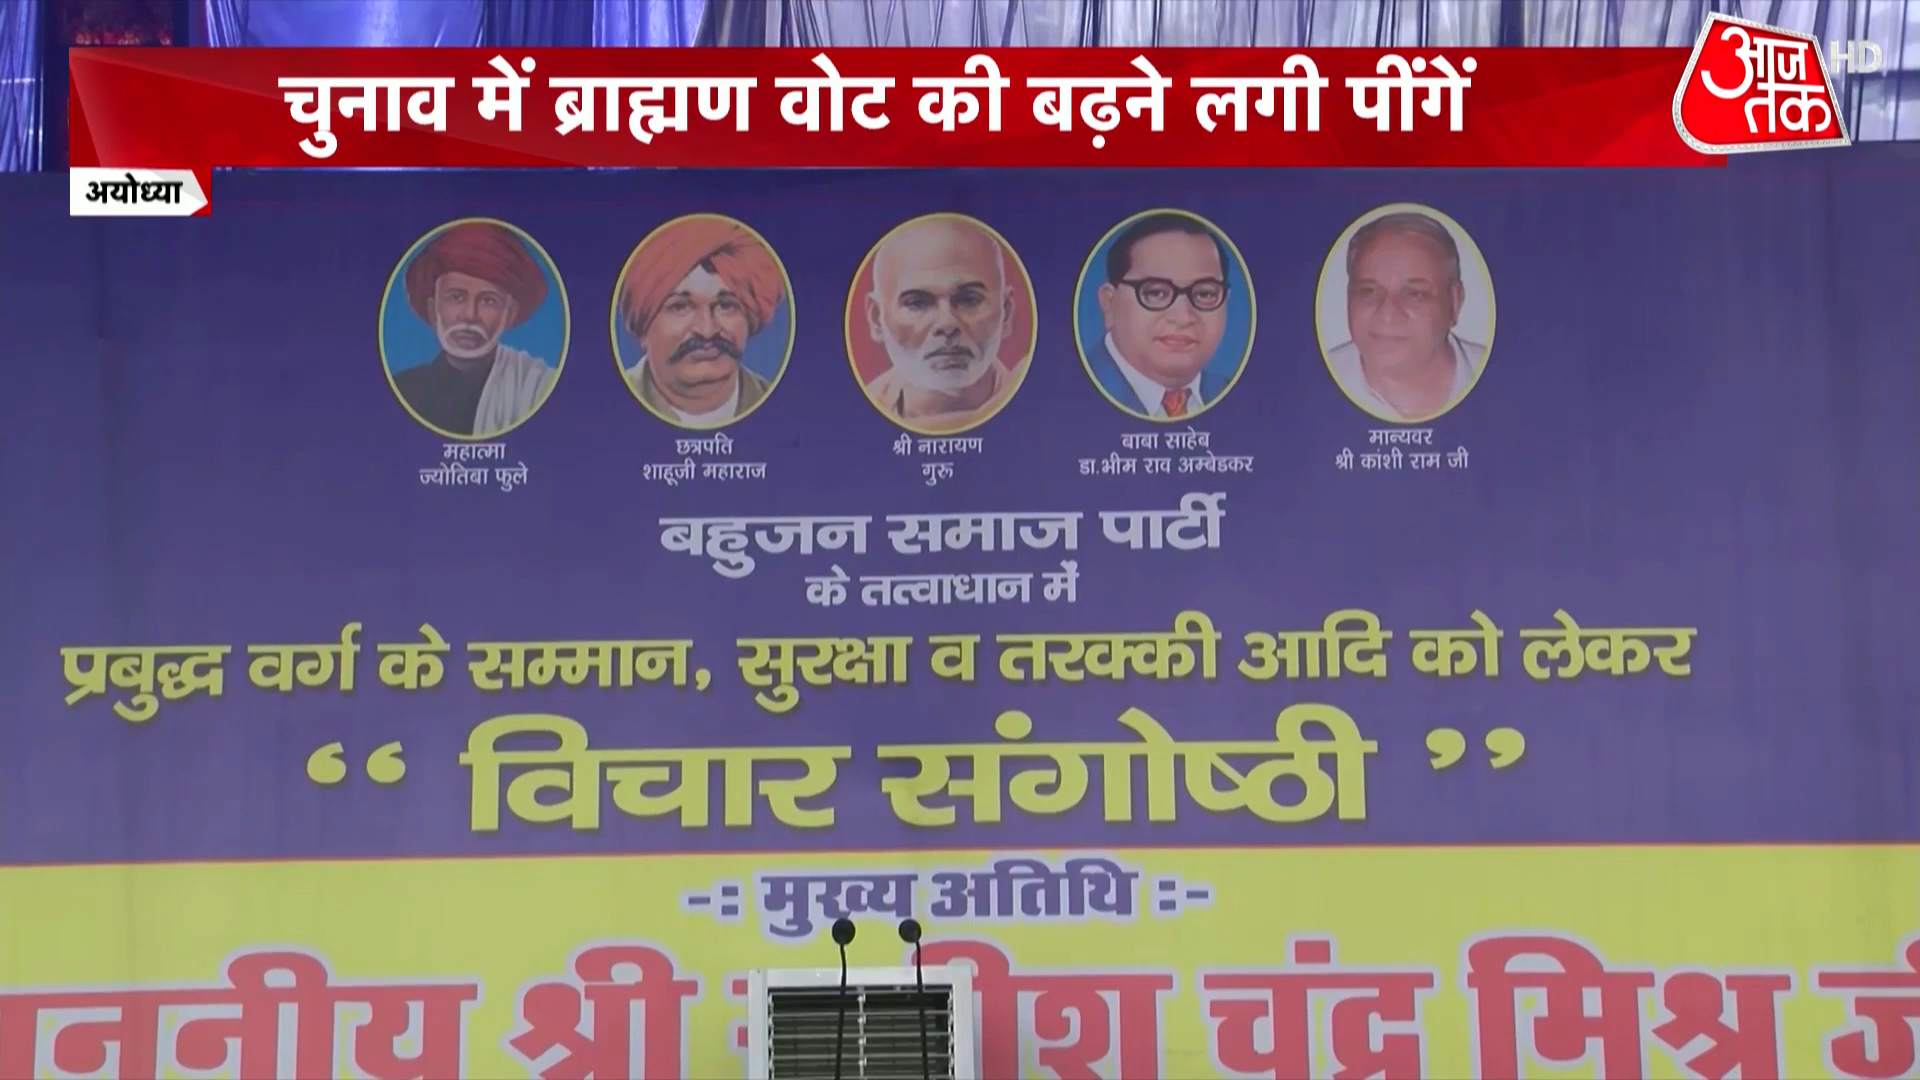 चुनाव में ब्राह्मण वोट की बढ़ने लगी पींगें
आज तक
HD
अयोध्या
महात्मा
ज्योतिबा फुले
छत्रपति
शाहूजी महाराज
श्री नारायण
गुरू
बाबा साहेब
डा.भीम राव अम्बेडकर
मान्यवर
श्री कांशी राम जी
बहुजन समाज पार्टी
के तत्वाधान में
प्रबुद्ध वर्ग के सम्मान, सुरक्षा व तरक्की आदि को लेकर
“ विचार संगोष्ठी ”
-: मुख्य अतिथि :-
श्री चंद्र मिश्र